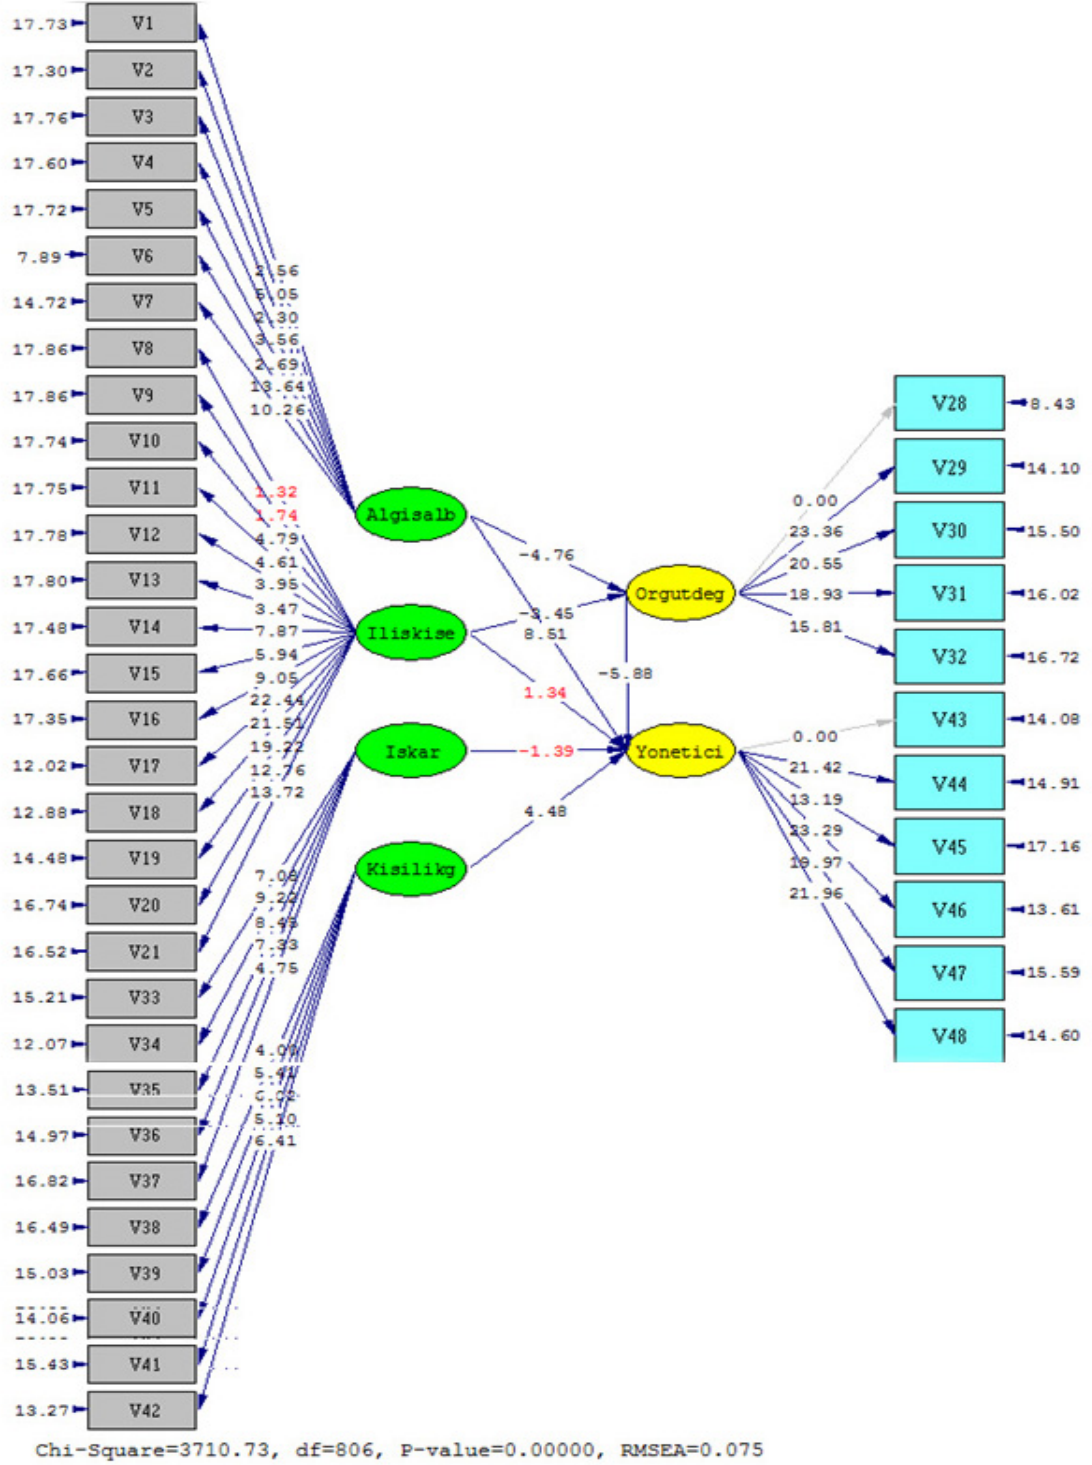 17.73 V1
17.30 V2
17.76 V3
17.60 V4
17.72 V5
7.89 V6
14.72 V7
17.86 V8
17.86 V9
17.74 V10
17.75 V11
17.78 V12
17.80 V13
17.48 V14
17.66 V15
17.35 V16
12.02 V17
12.88 V18
14.48 V19
16.74 V20
16.52 V21
15.21 V33
12.07 V34
13.51 V35
14.97 V36
16.82 V37
16.49 V38
15.03 V39
14.06 V40
15.43 V41
13.27 V42
2.56
5.05
2.30
3.56
2.69
13.64
10.26
1.32
1.74
4.79
4.61
3.95
3.47
7.87
5.94
9.05
22.44
21.51
19.22
12.76
13.72
7.08
9.22
8.45
7.33
4.75
4.00
5.41
6.02
5.10
6.41
Algisalb
Iliskise
Iskar
Kisilikg
-4.76
-3.45
8.51
-5.88
1.34
-1.39
4.48
Orgutdeg
Yonetici
0.00
23.36
20.55
18.93
15.81
0.00
21.42
13.19
23.29
19.97
21.96
V28 8.43
V29 14.10
V30 15.50
V31 16.02
V32 16.72
V43 14.08
V44 14.91
V45 17.16
V46 13.61
V47 15.59
V48 14.60
Chi-Square=3710.73, df=806, P-value=0.00000, RMSEA=0.075